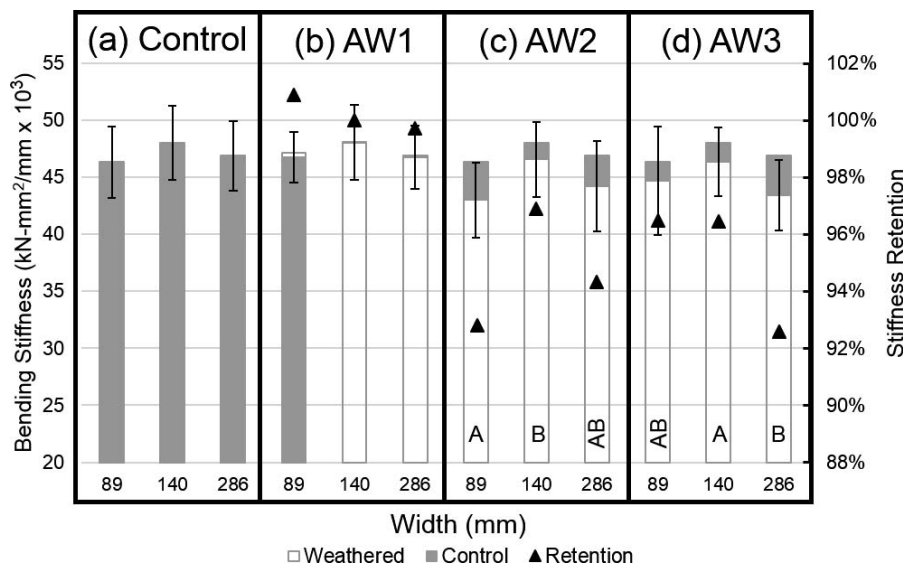 (a) Control (b) AW1 (c) AW2 (d) AW3
55
50
45
40
35
30
25
20
Bending Stiffness (kN-mm²/mm x 10³)
102%
100%
98%
96%
94%
92%
90%
88%
Stiffness Retention
A B AB AB A B
89 140 286 89 140 286 89 140 286 89 140 286
Width (mm)
Weathered Control Retention